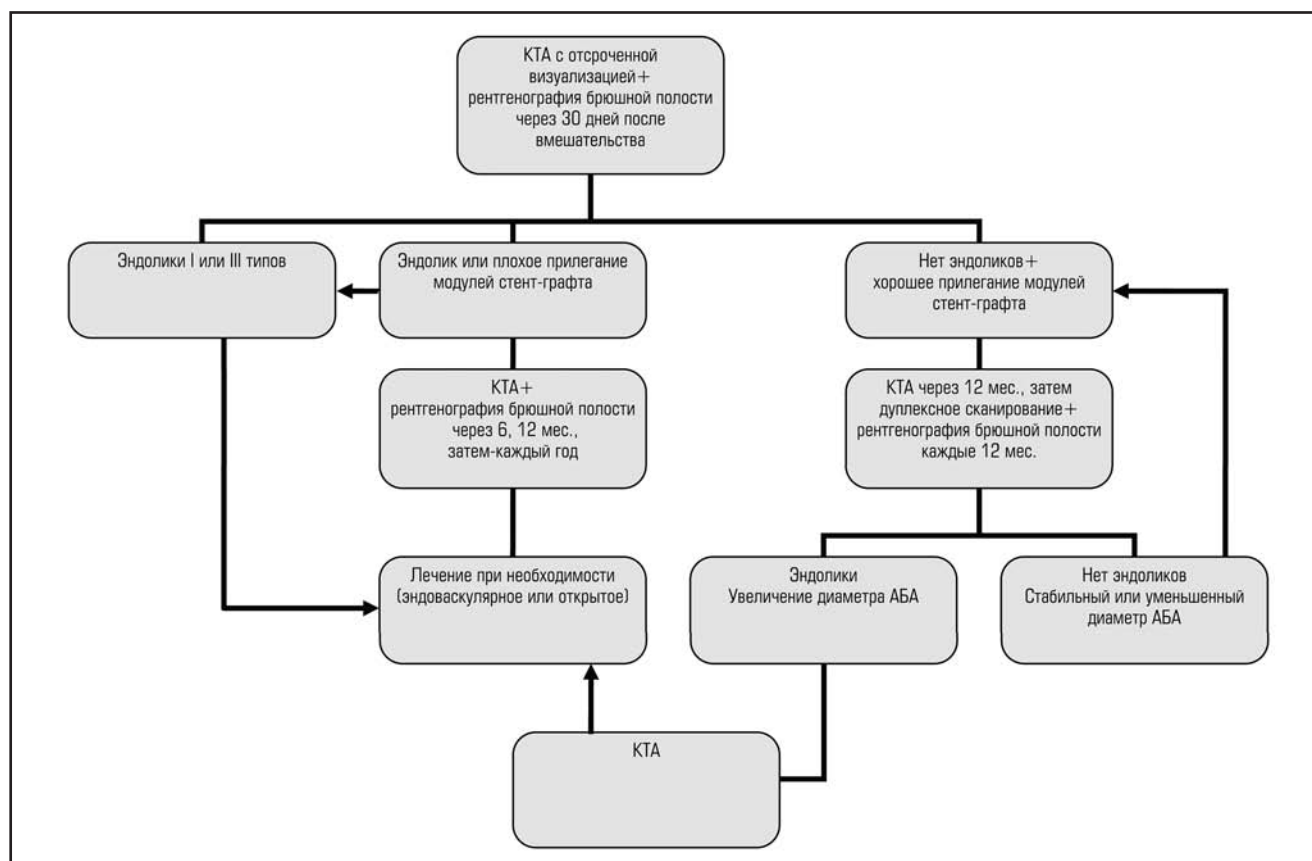 КТА с отсроченной
визуализацией+
рентгенография брюшной полости
через 30 дней после
вмешательства
Эндолики I или III типов
Эндолик или плохое прилегание
модулей стент-графта
Нет эндоликов+
хорошее прилегание модулей
стент-графта
КТА+
рентгенография брюшной полости
через 6, 12 мес.,
затем-каждый год
КТА через 12 мес., затем
дуплексное сканирование+
рентгенография брюшной полости
каждые 12 мес.
Лечение при необходимости
(эндоваскулярное или открытое)
Эндолики
Увеличение диаметра АБА
Нет эндоликов
Стабильный или уменьшенный
диаметр АБА
КТА